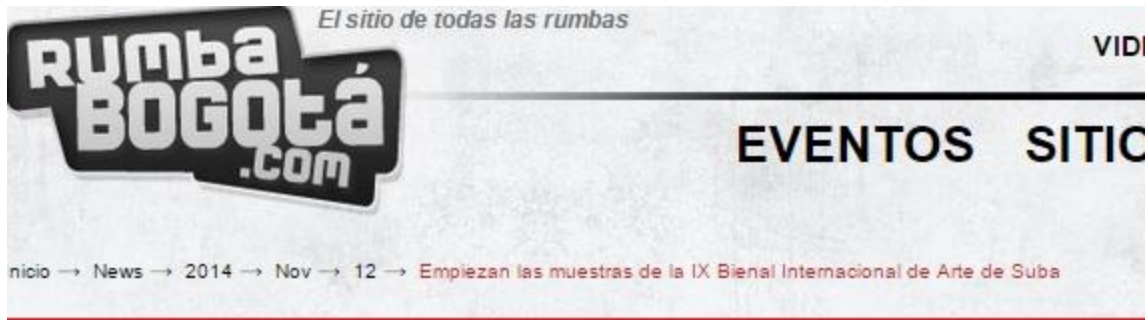 El sitio de todas las rumbas
Rumba
BOGOtá
.com
EVENTOS
nicio → News → 2014 → Nov → 12 → Empiezan las muestras de la IX Bienal Internacional de Arte de Suba